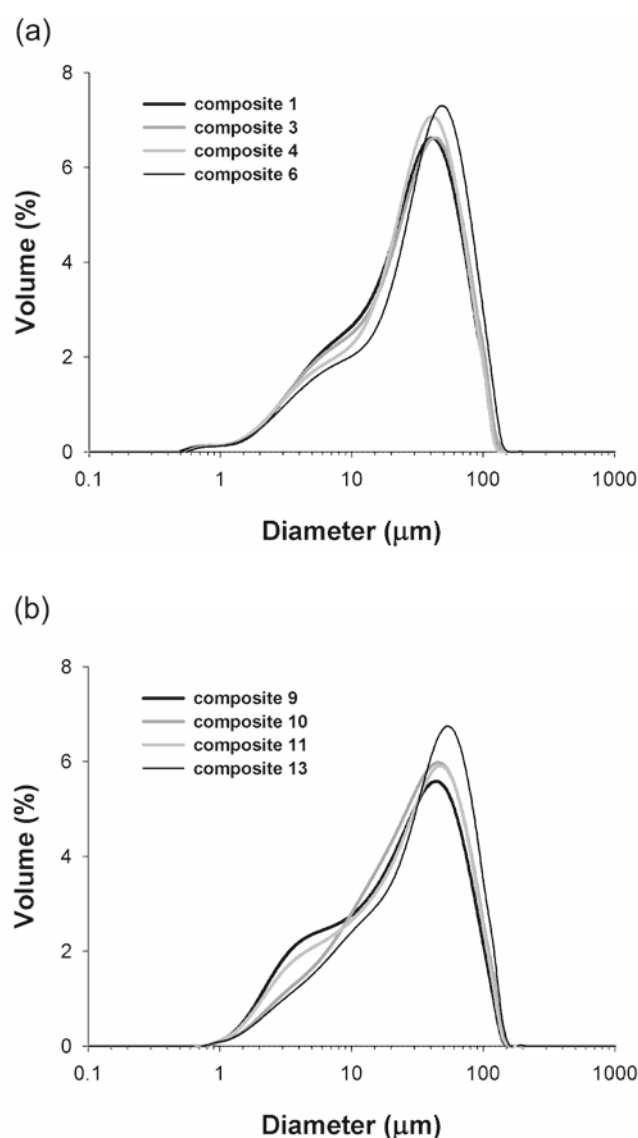 (a)
8
6
4
2
0
Volume (%)
composite 1
composite 3
composite 4
composite 6
0.1 1 10 100 1000
Diameter (μm)
(b)
8
6
4
2
0
Volume (%)
composite 9
composite 10
composite 11
composite 13
0.1 1 10 100 1000
Diameter (μm)